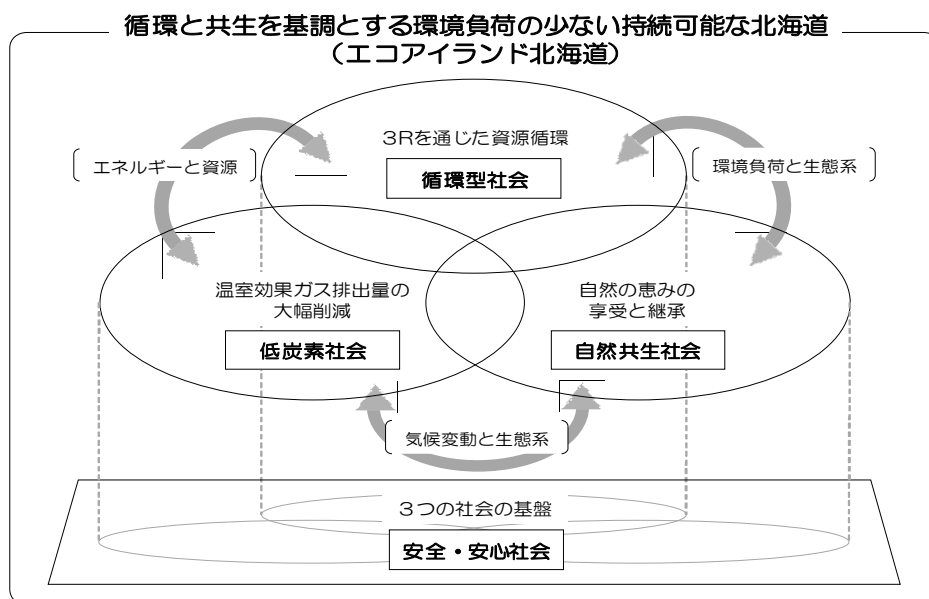 循環と共生を基調とする環境負荷の少ない持続可能な北海道
（エコアイランド北海道）
3Rを通じた資源循環
循環型社会
エネルギーと資源
環境負荷と生態系
温室効果ガス排出量の
大幅削減
低炭素社会
自然の恵みの
享受と継承
自然共生社会
気候変動と生態系
３つの社会の基盤
安全・安心社会